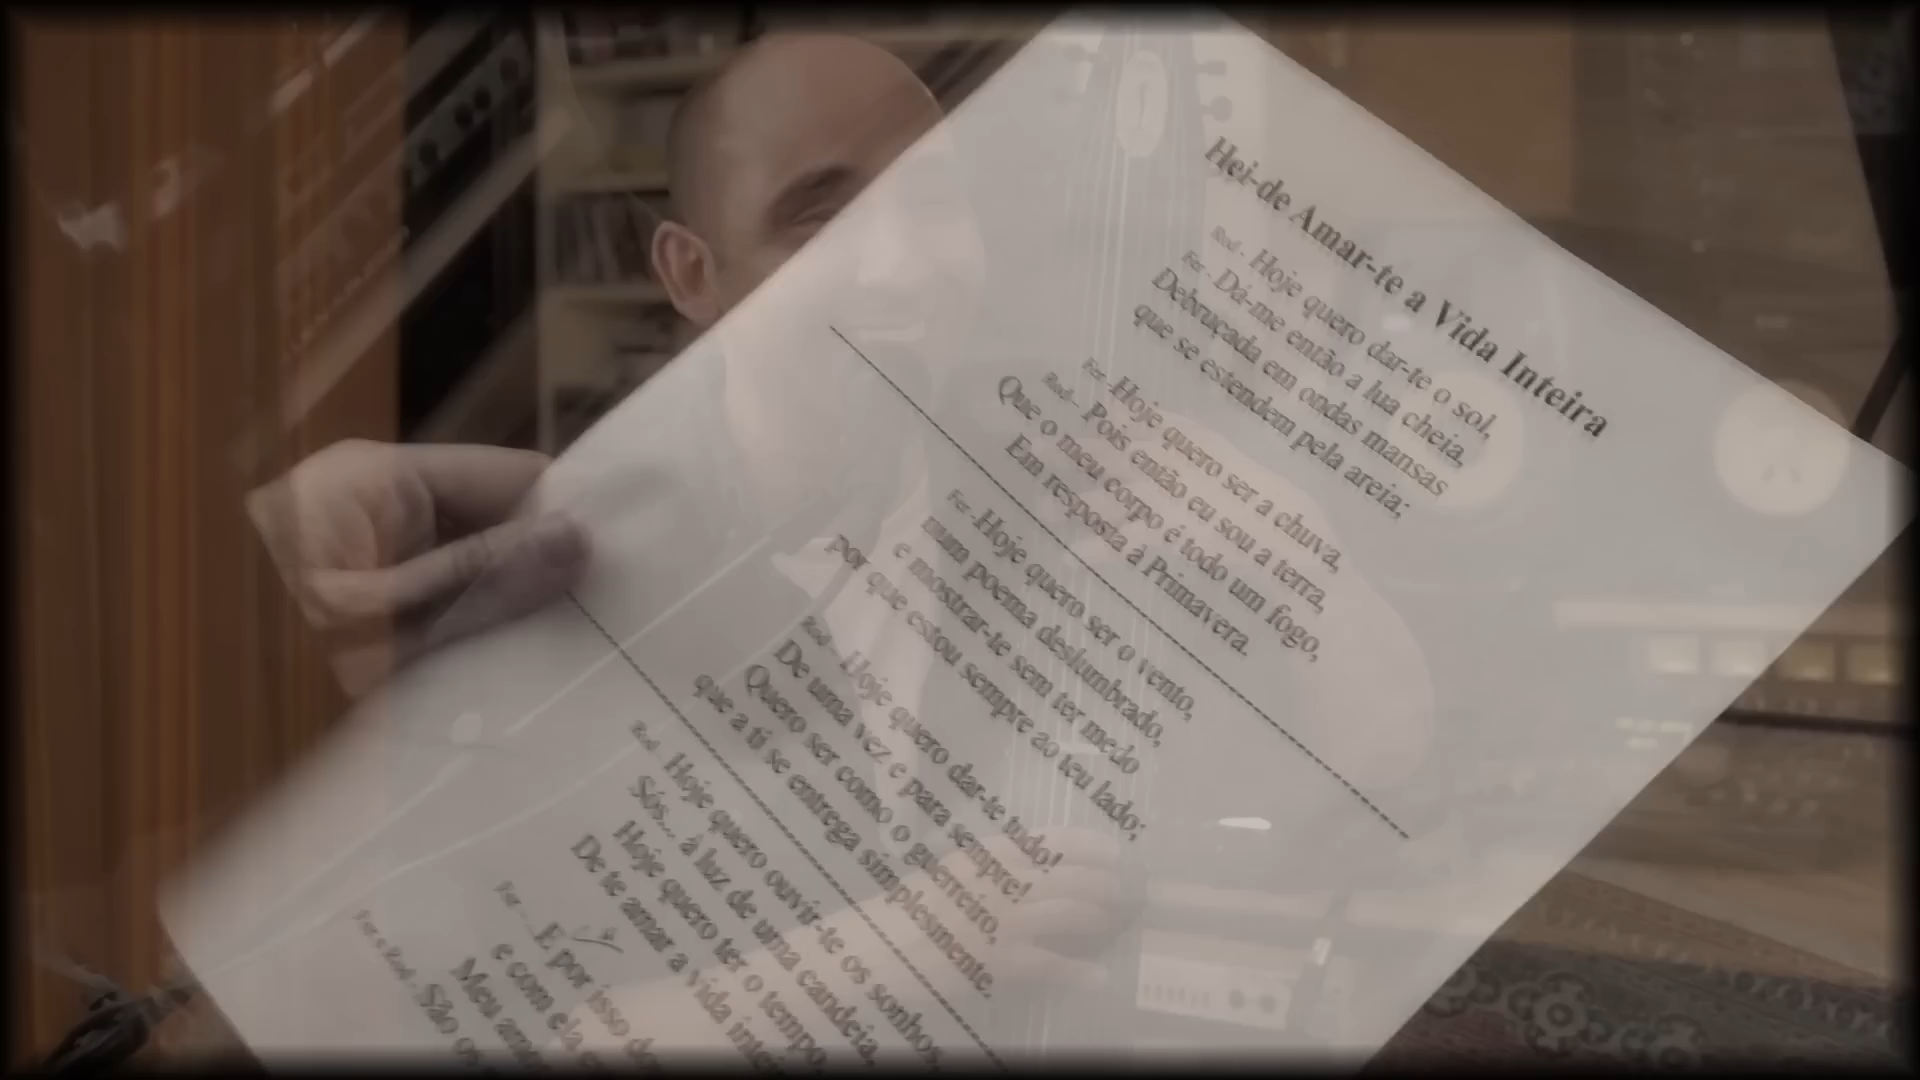 Hei-de Amar-te a Vida Inteira
Rod - Hoje quero dar-te o sol,
Fer - Dá-me então a lua cheia,
Debruçada em ondas mansas
que se estendem pela areia;
Fer - Hoje quero ser a chuva,
Rod - Pois então eu sou a terra,
Que o meu corpo é todo um fogo,
Em resposta à Primavera.
Fer - Hoje quero ser o vento,
num poema deslumbrado,
e mostrar-te sem ter medo
por que estou sempre ao teu lado;
Rod - Hoje quero dar-te tudo!
De uma vez e para sempre!
Quero ser como o guerreiro,
que a ti se entrega simplesmente.
Rod - Hoje quero ouvir-te os sonhos,
Sós... à luz de uma candeia,
Hoje quero ter o tempo,
De te amar a vida intei
Fer - ...E por isso de
e com ela e
Meu amo
Fer e Rod - São os